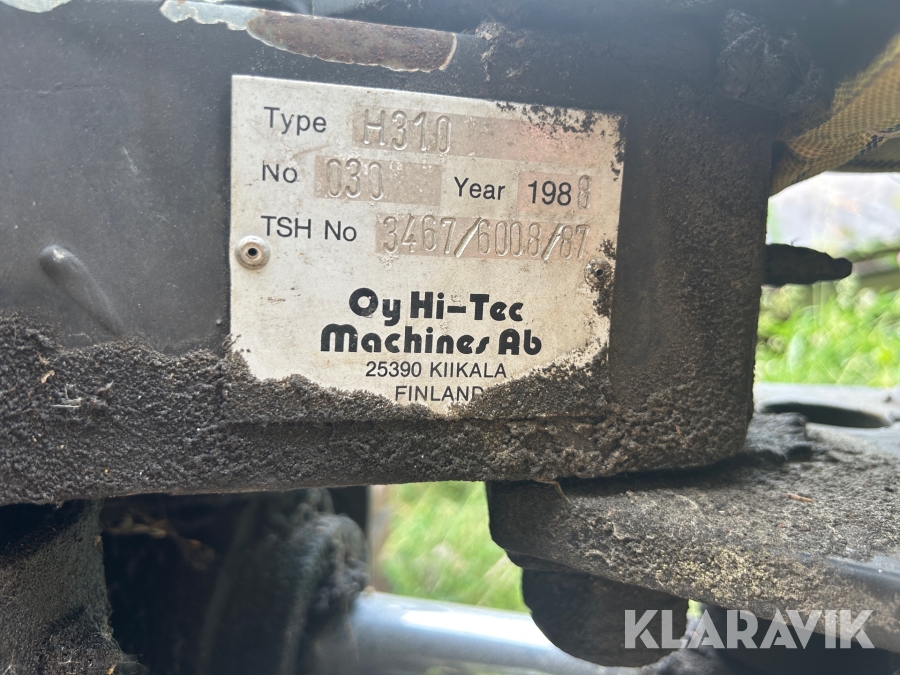 Type H310
No 030 Year 1988
TSH No 3467/6008/87
Oy Hi-Tec
Machines Ab
25390 KIIKALA
FINLAND
KLARAVIK